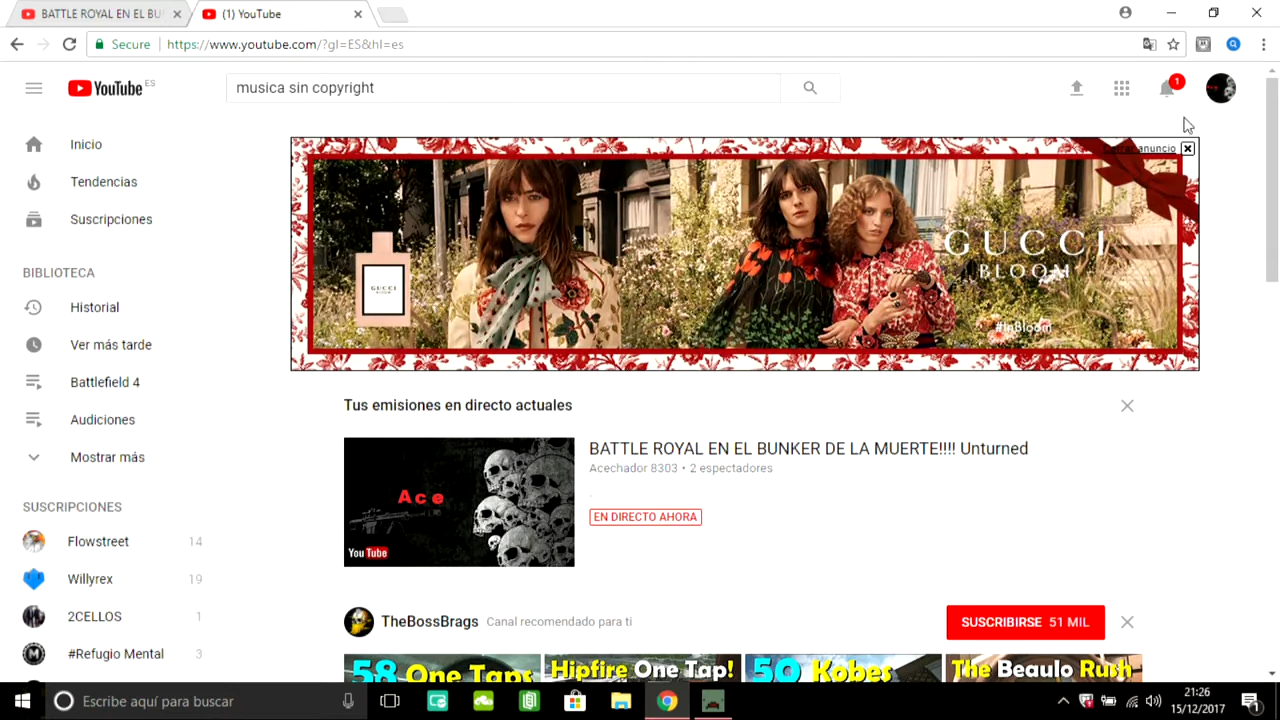 BATTLE ROYAL EN EL BUN
(1) YouTube
Secure
https://www.youtube.com/?gl=ES&hl=es
YouTube ES
musica sin copyright
1
Inicio
Tendencias
Suscripciones
BIBLIOTECA
Historial
Ver más tarde
Battlefield 4
Audiciones
Mostrar más
SUSCRIPCIONES
Flowstreet 14
Willyrex 19
2CELLOS 1
#Refugio Mental 3
anuncio
GUCCI
GUCCI
BLOOM
#InBloom
Tus emisiones en directo actuales
Ace
YouTube
BATTLE ROYAL EN EL BUNKER DE LA MUERTE!!!! Unturned
Acechador 8303 • 2 espectadores
EN DIRECTO AHORA
TheBossBrags Canal recomendado para ti
SUSCRIBIRSE 51 MIL
58 One Taps
Hipfire One Tap!
50 Kobes
The Beaulo Rush
Escribe aquí para buscar
21:26
15/12/2017
1